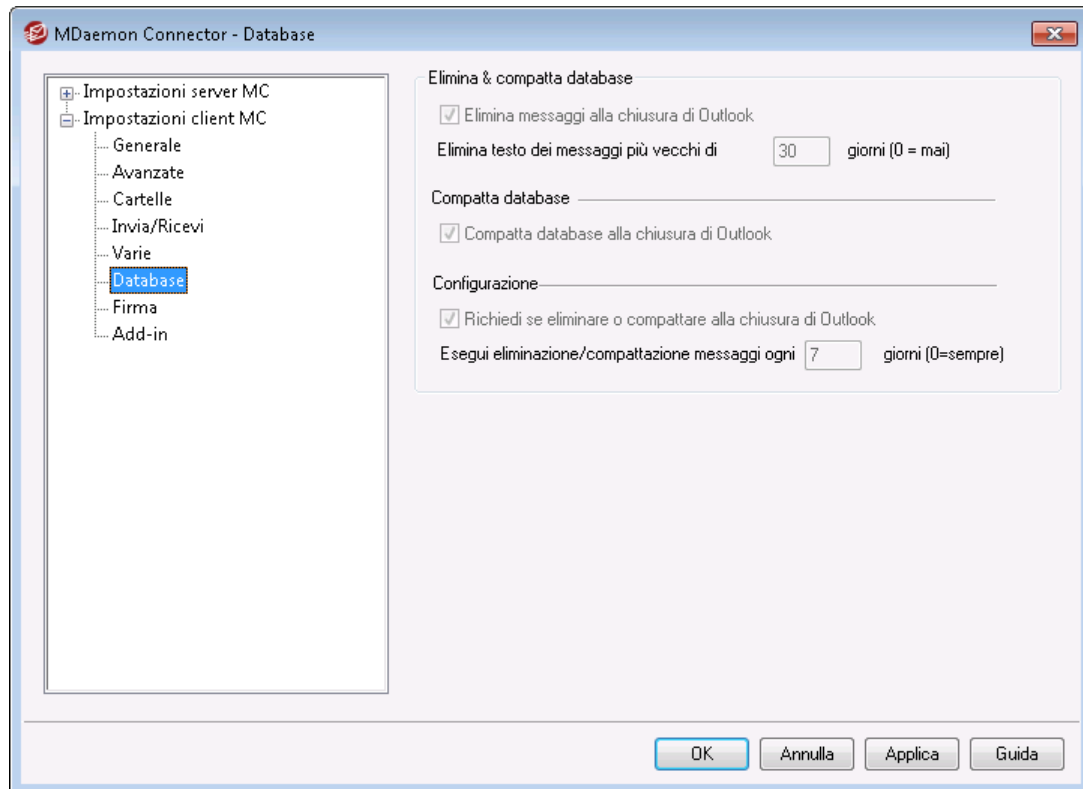 MDaemon Connector - Database
Impostazioni server MC
Impostazioni client MC
Generale
Avanzate
Cartelle
Invia/Ricevi
Varie
Database
Firma
Add-in
Elimina & compatta database
Elimina messaggi alla chiusura di Outlook
Elimina testo dei messaggi più vecchi di 30 giorni (0 = mai)
Compatta database
Compatta database alla chiusura di Outlook
Configurazione
Richiedi se eliminare o compattare alla chiusura di Outlook
Esegui eliminazione/compattazione messaggi ogni 7 giorni (0=sempre)
OK Annulla Applica Guida